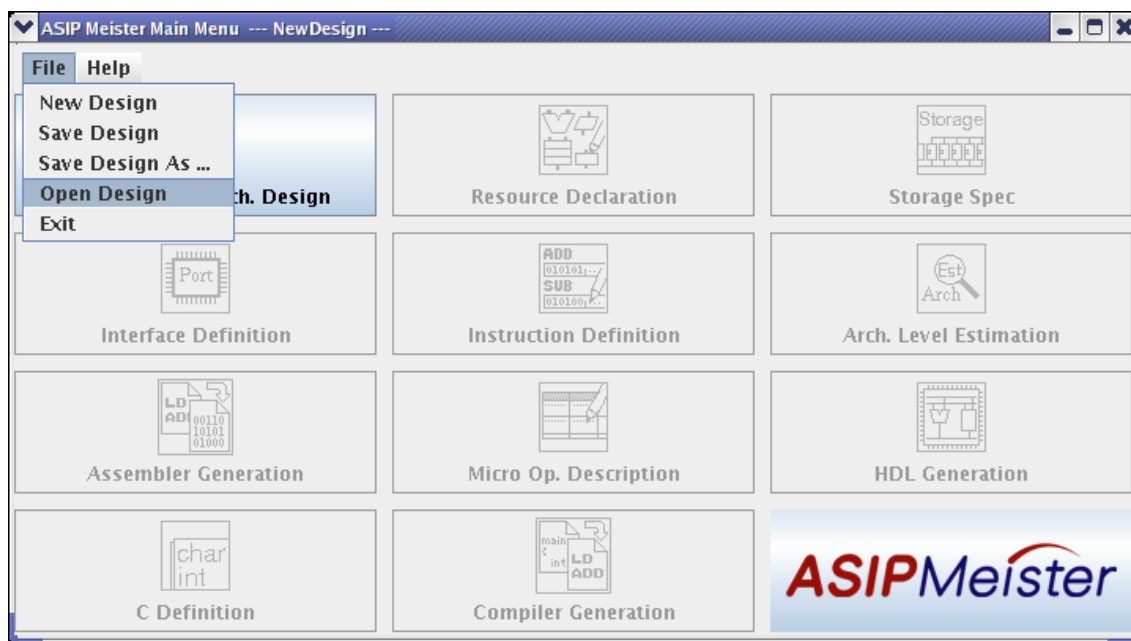 ASIP Meister Main Menu --- NewDesign ---
File Help
New Design
Save Design
Save Design As ...
Open Design
Exit
ch. Design
Resource Declaration
Storage
Storage Spec
Port
Interface Definition
ADD
010101
SUB
010100
Instruction Definition
Est
Arch
Arch. Level Estimation
LD
AD
00110
10101
01000
Assembler Generation
Micro Op. Description
HDL Generation
char
int
C Definition
main
{
int
LD
ADD
Compiler Generation
ASIPMeister